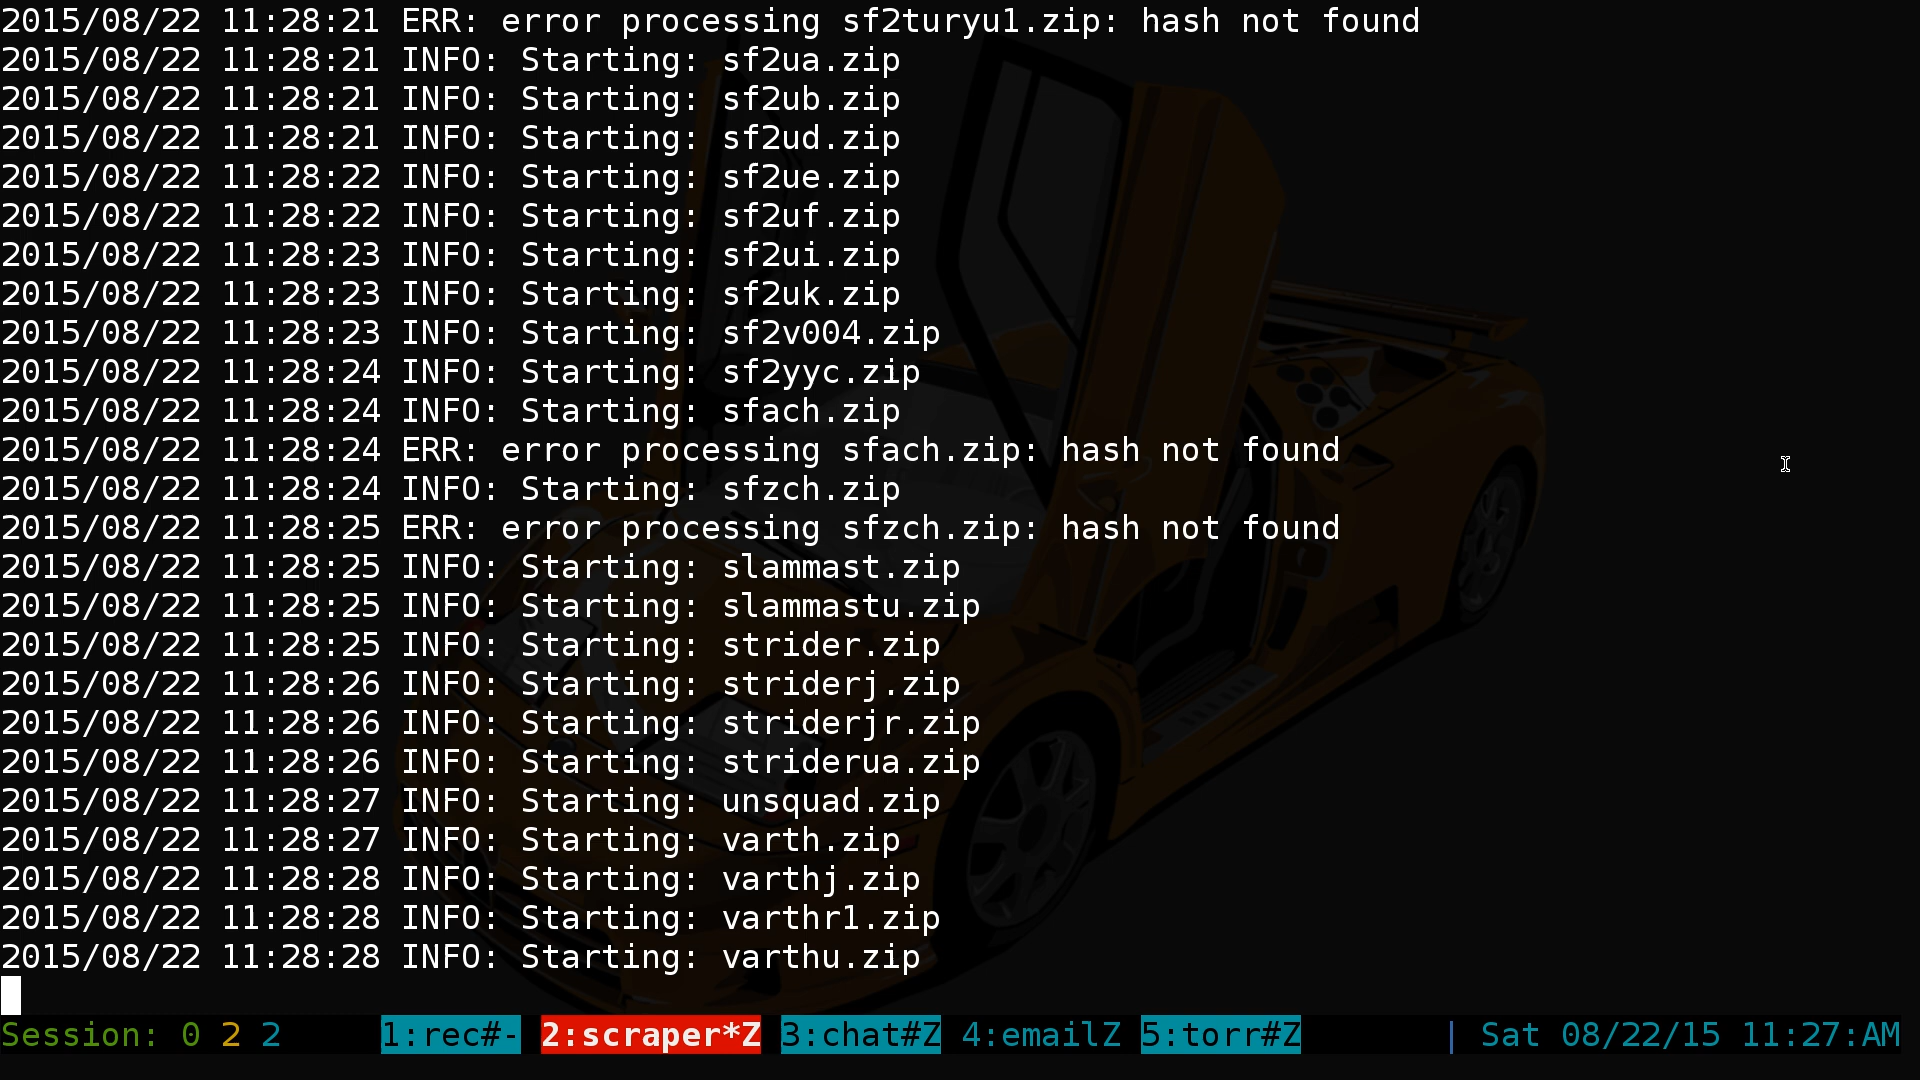 2015/08/22 11:28:21 ERR: error processing sf2turyu1.zip: hash not found
2015/08/22 11:28:21 INFO: Starting: sf2ua.zip
2015/08/22 11:28:21 INFO: Starting: sf2ub.zip
2015/08/22 11:28:21 INFO: Starting: sf2ud.zip
2015/08/22 11:28:22 INFO: Starting: sf2ue.zip
2015/08/22 11:28:22 INFO: Starting: sf2uf.zip
2015/08/22 11:28:23 INFO: Starting: sf2ui.zip
2015/08/22 11:28:23 INFO: Starting: sf2uk.zip
2015/08/22 11:28:23 INFO: Starting: sf2v004.zip
2015/08/22 11:28:24 INFO: Starting: sf2yyc.zip
2015/08/22 11:28:24 INFO: Starting: sfach.zip
2015/08/22 11:28:24 ERR: error processing sfach.zip: hash not found
2015/08/22 11:28:24 INFO: Starting: sfzch.zip
2015/08/22 11:28:25 ERR: error processing sfzch.zip: hash not found
2015/08/22 11:28:25 INFO: Starting: slammast.zip
2015/08/22 11:28:25 INFO: Starting: slammastu.zip
2015/08/22 11:28:25 INFO: Starting: strider.zip
2015/08/22 11:28:26 INFO: Starting: striderj.zip
2015/08/22 11:28:26 INFO: Starting: striderjr.zip
2015/08/22 11:28:26 INFO: Starting: striderua.zip
2015/08/22 11:28:27 INFO: Starting: unsquad.zip
2015/08/22 11:28:27 INFO: Starting: varth.zip
2015/08/22 11:28:28 INFO: Starting: varthj.zip
2015/08/22 11:28:28 INFO: Starting: varthr1.zip
2015/08/22 11:28:28 INFO: Starting: varthu.zip
Session: 0 2 2 1:rec#- 2:scraper*Z 3:chat#Z 4:emailZ 5:torr#Z | Sat 08/22/15 11:27:AM